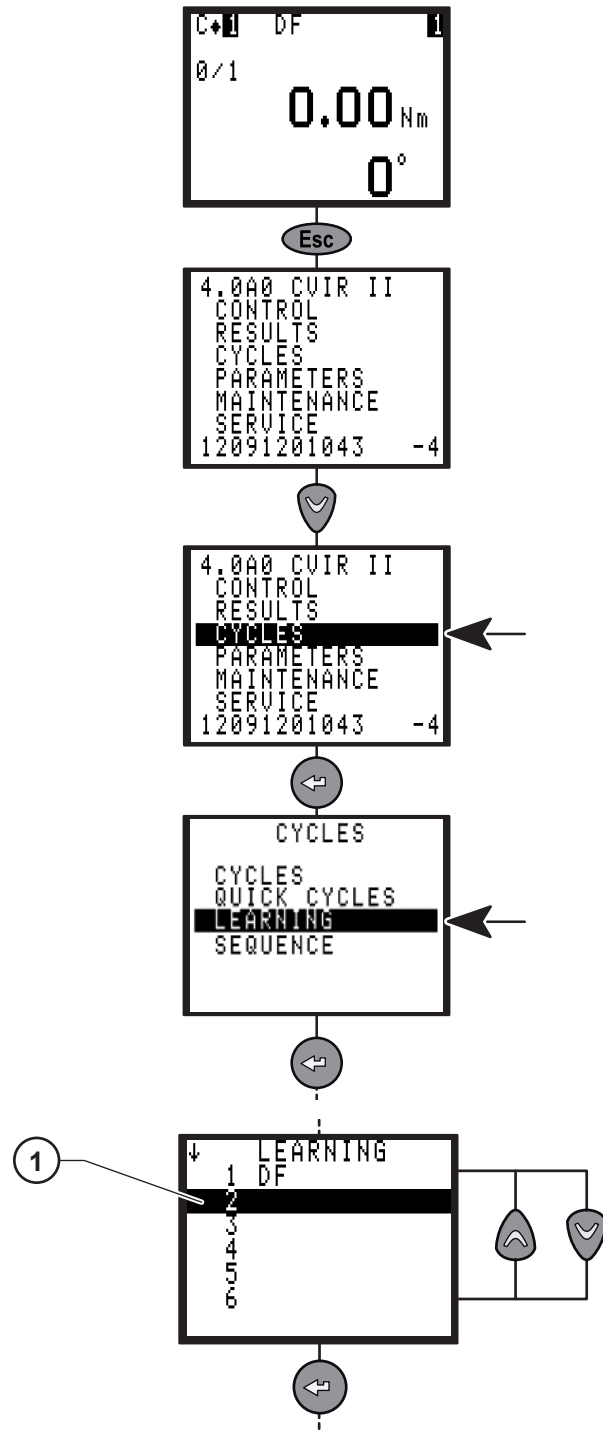 C♦1 DF 1
0/1
0.00 Nm
0°
Esc
4.0A0 CVIR II
CONTROL
RESULTS
CYCLES
PARAMETERS
MAINTENANCE
SERVICE
12091201043 -4
4.0A0 CVIR II
CONTROL
RESULTS
CYCLES
PARAMETERS
MAINTENANCE
SERVICE
12091201043 -4
CYCLES
CYCLES
QUICK CYCLES
LEARNING
SEQUENCE
1
↓ LEARNING
1 DF
2
3
4
5
6